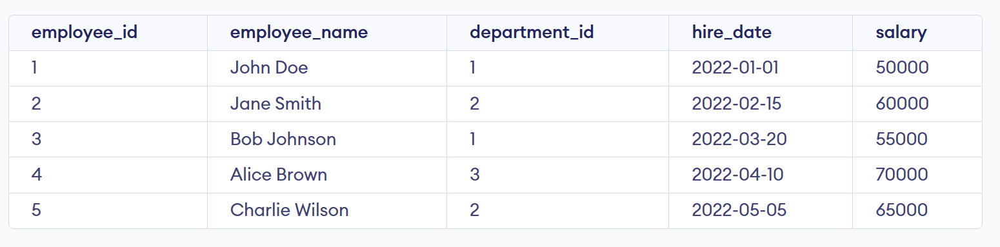 employee_id employee_name department_id hire_date salary
1 John Doe 1 2022-01-01 50000
2 Jane Smith 2 2022-02-15 60000
3 Bob Johnson 1 2022-03-20 55000
4 Alice Brown 3 2022-04-10 70000
5 Charlie Wilson 2 2022-05-05 65000